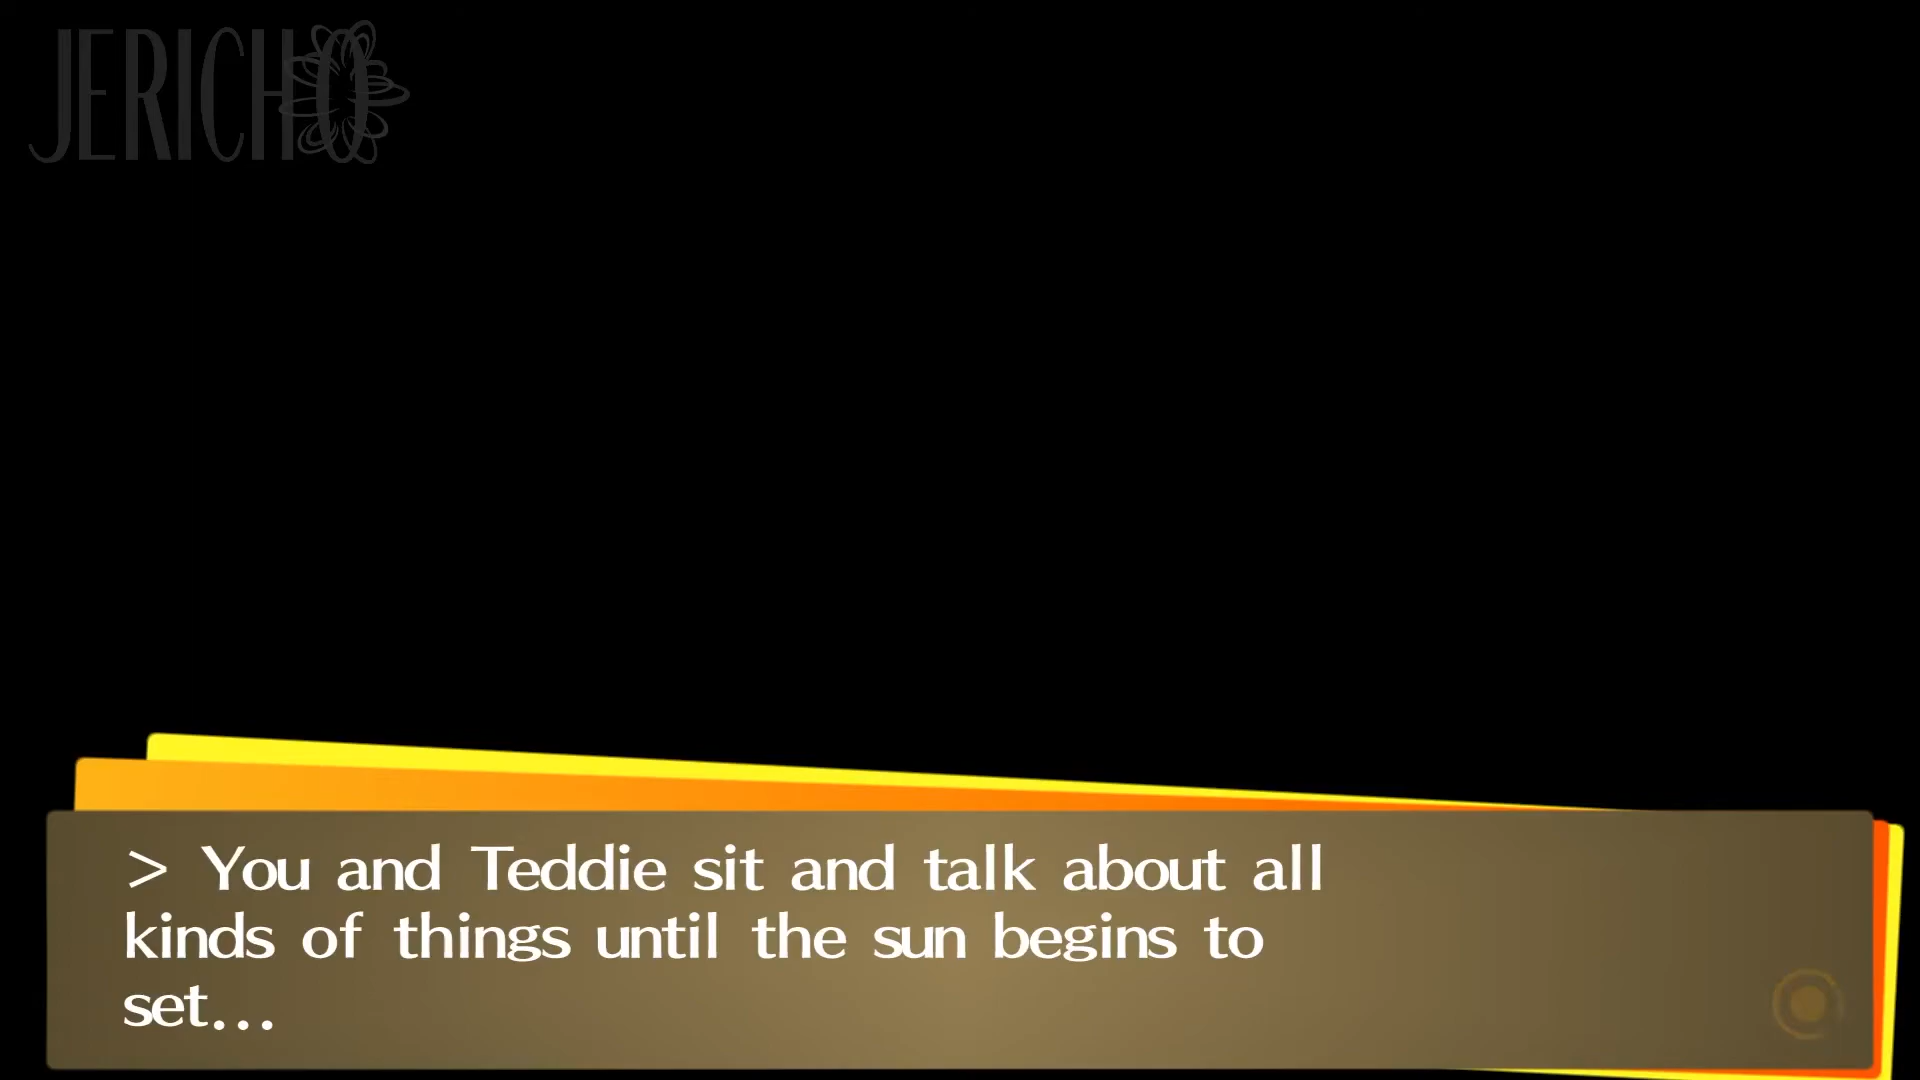 JERICHO
> You and Teddie sit and talk about all
kinds of things until the sun begins to
set...